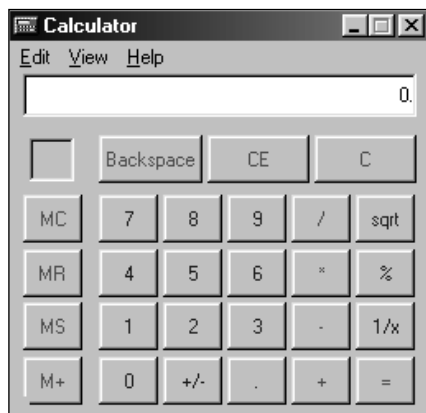 Calculator
Edit View Help
0.
Backspace CE C
MC 7 8 9 / sqrt
MR 4 5 6 * %
MS 1 2 3 - 1/x
M+ 0 +/- . + =